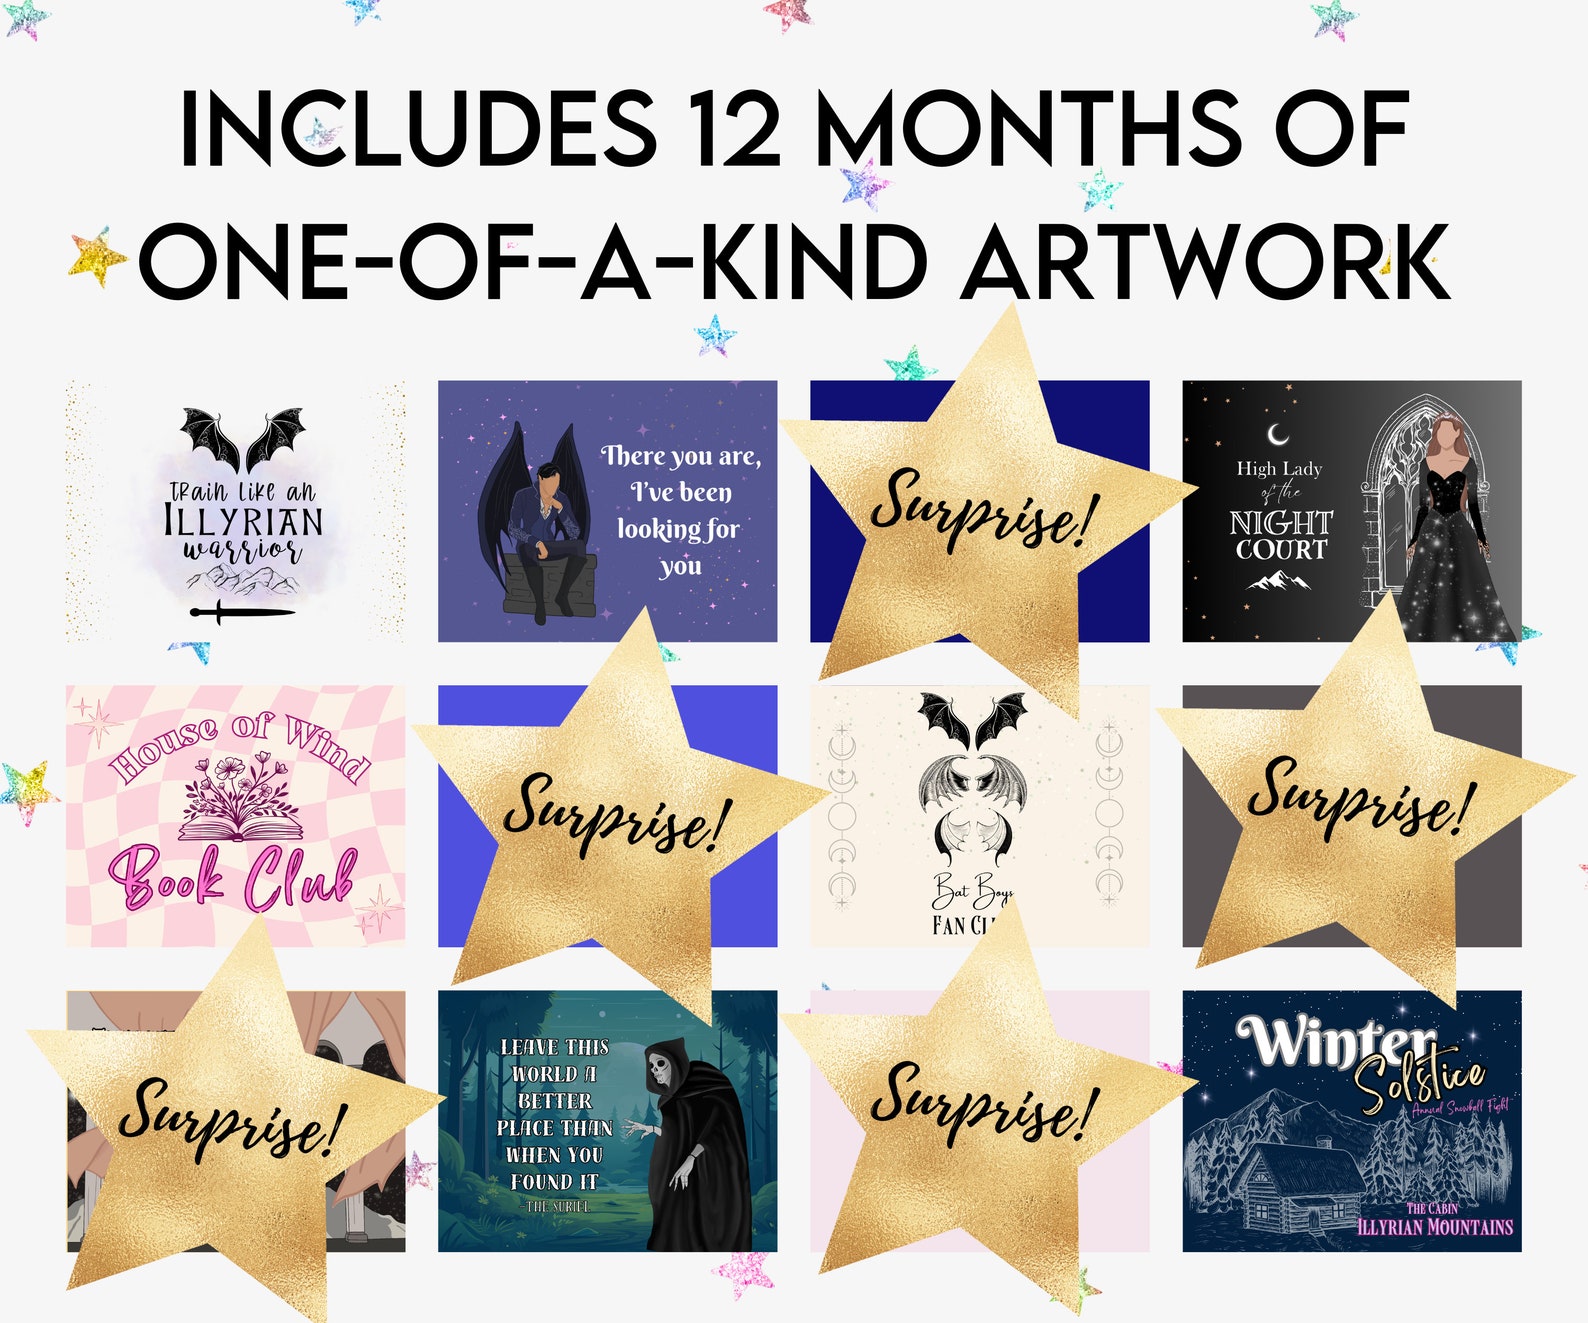 INCLUDES 12 MONTHS OF
ONE-OF-A-KIND ARTWORK
TRAIN LIKE AN
ILLYRIAN
WARRIOR
There you are,
I've been
looking for
you
Surprise!
High Lady
of the
NIGHT
COURT
House of Wind
Book Club
Surprise!
Bat Boys
FAN CL
Surprise!
Surprise!
LEAVE THIS
WORLD A
BETTER
PLACE THAN
WHEN YOU
FOUND IT
-THE SURIEL
Surprise!
Winter
Solstice
Annual Snowball Fight
THE CABIN
ILLYRIAN MOUNTAINS